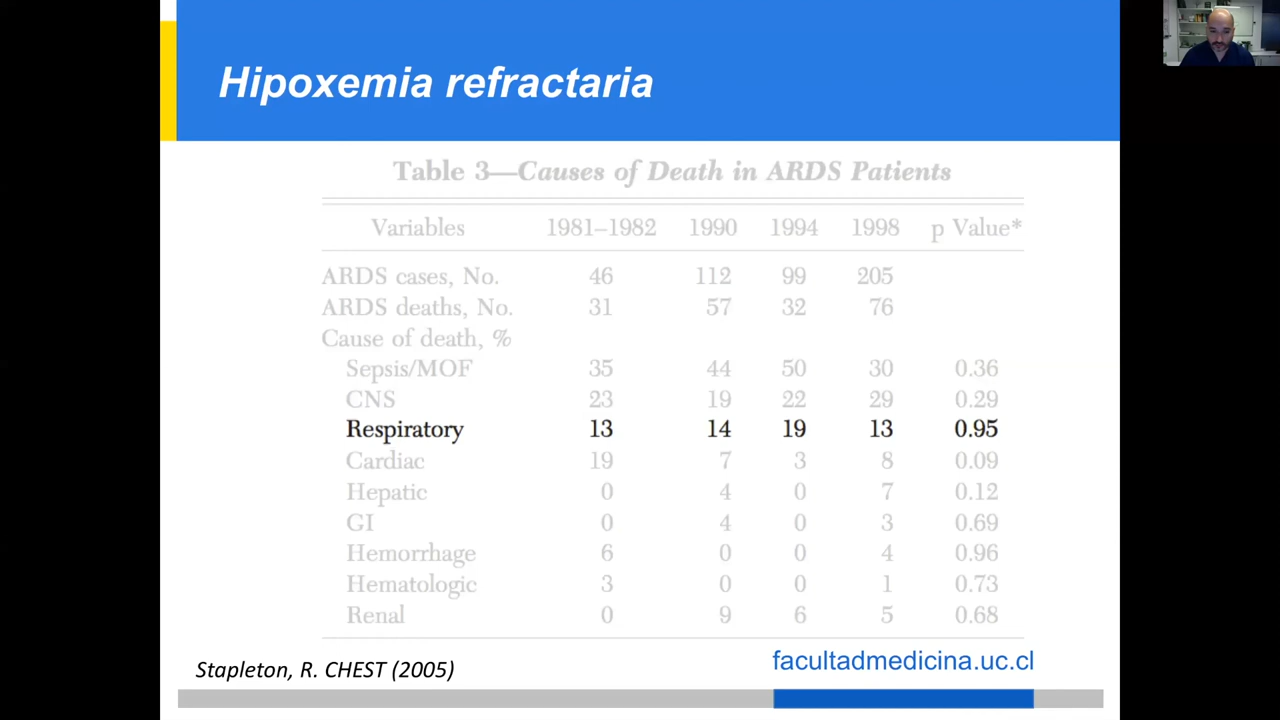 Hipoxemia refractaria
Table 3—Causes of Death in ARDS Patients
Variables 1981–1982 1990 1994 1998 p Value*
ARDS cases, No. 46 112 99 205
ARDS deaths, No. 31 57 32 76
Cause of death, %
Sepsis/MOF 35 44 50 30 0.36
CNS 23 19 22 29 0.29
Respiratory 13 14 19 13 0.95
Cardiac 19 7 3 8 0.09
Hepatic 0 4 0 7 0.12
GI 0 4 0 3 0.69
Hemorrhage 6 0 0 4 0.96
Hematologic 3 0 0 1 0.73
Renal 0 9 6 5 0.68
Stapleton, R. CHEST (2005)
facultadmedicina.uc.cl